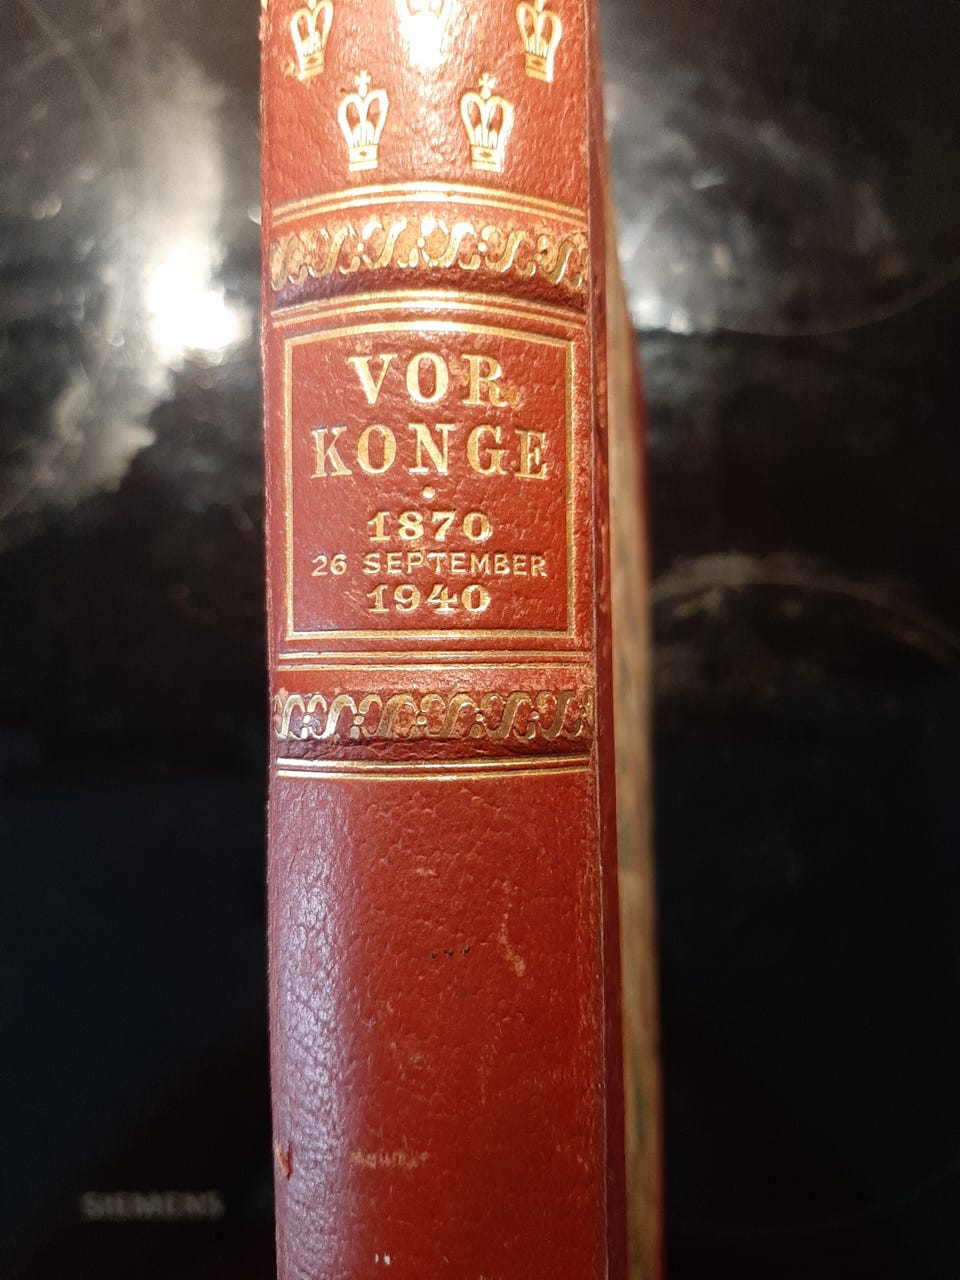 VOR
KONGE
1870
26 SEPTEMBER
1940
SIEMENS